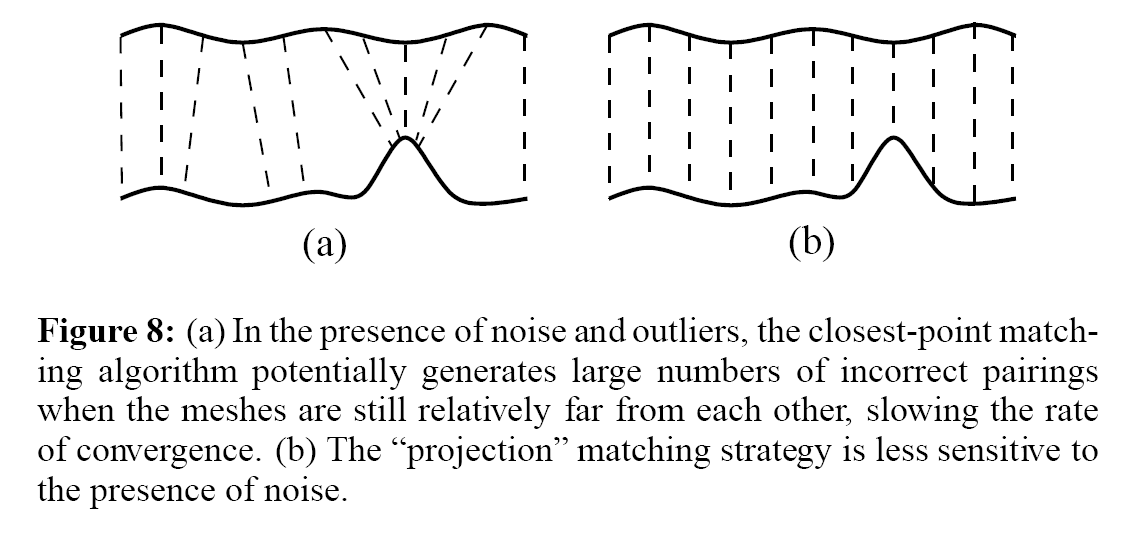 (a) (b)
Figure 8: (a) In the presence of noise and outliers, the closest-point match-
ing algorithm potentially generates large numbers of incorrect pairings
when the meshes are still relatively far from each other, slowing the rate
of convergence. (b) The “projection” matching strategy is less sensitive to
the presence of noise.